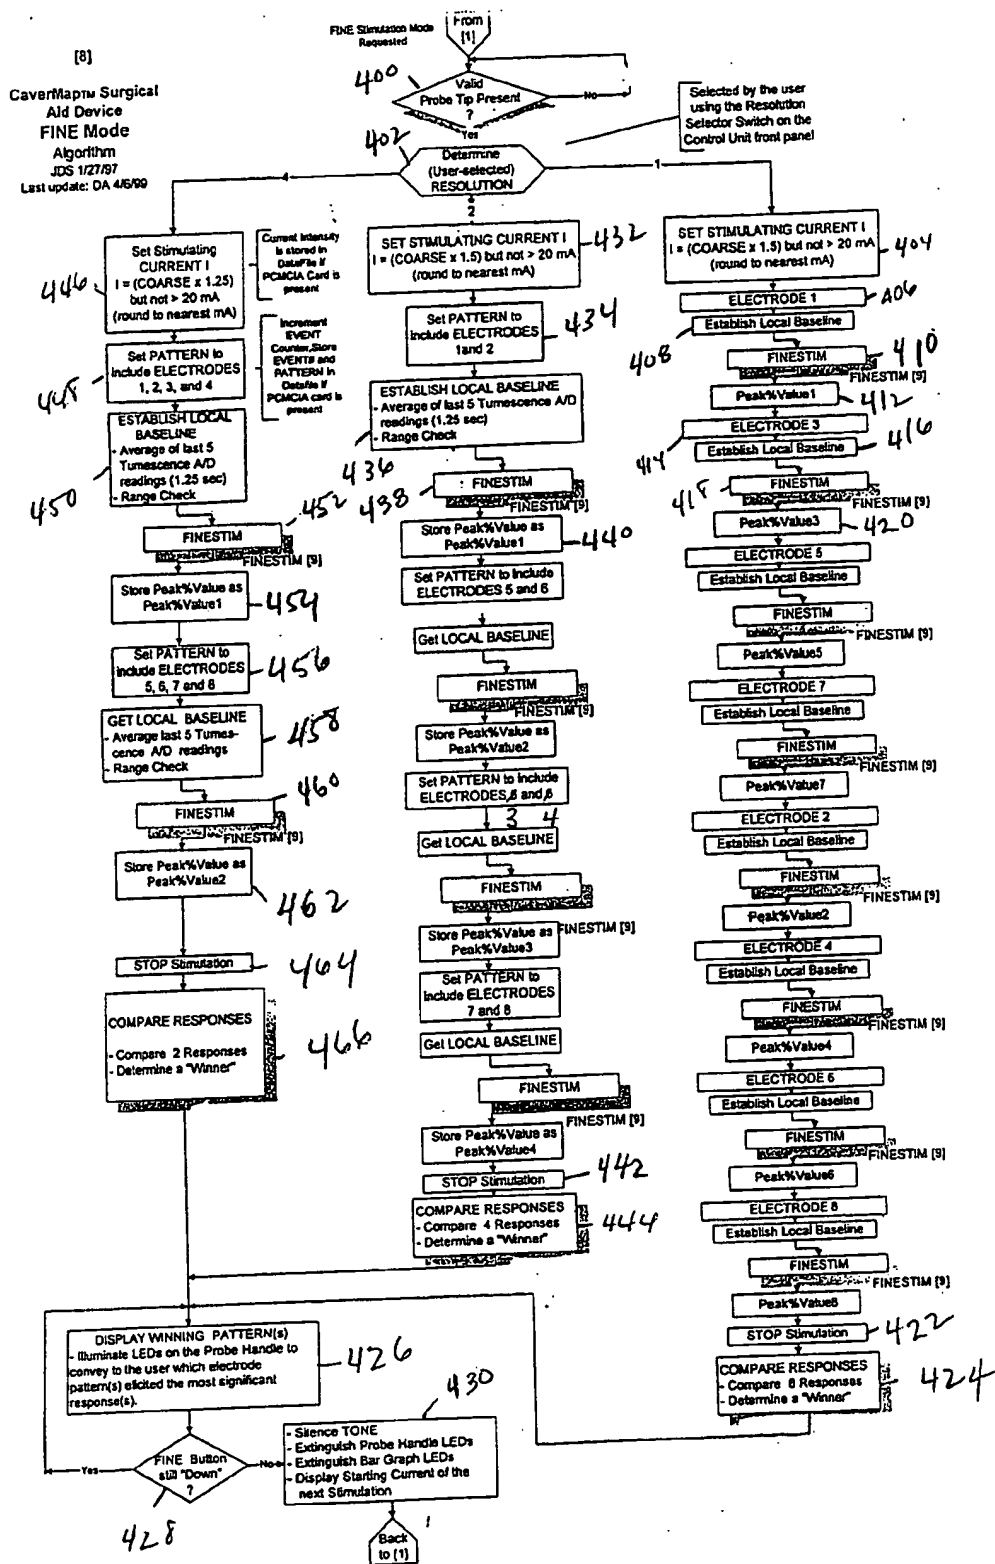 [8]
CaverMap™ Surgical
Aid Device
FINE Mode
Algorithm
JDS 1/27/97
Last update: DA 4/6/99
FINE Stimulation Mode
Requested
From
[1]
400
Valid
Probe Tip Present
?
No
Yes
Selected by the user
using the Resolution
Selector Switch on the
Control Unit front panel
402
Determine
(User-selected)
RESOLUTION
4
2
1
446
Set Stimulating
CURRENT I
I = (COARSE x 1.25)
but not > 20 mA
(round to nearest mA)
Current Intensity
is stored in
DataFile if
PCMCIA Card is
present
448
Set PATTERN to
include ELECTRODES
1, 2, 3, and 4
Increment
EVENT
Counter,Store
EVENT# and
PATTERN in
Datafile if
PCMCIA card is
present
450
ESTABLISH LOCAL
BASELINE
- Average of last 5
Tumescence A/D
readings (1.25 sec)
- Range Check
452
FINESTIM
FINESTIM [9]
Store Peak%Value as
Peak%Value1
454
Set PATTERN to
include ELECTRODES
5, 6, 7 and 8
456
GET LOCAL BASELINE
- Average last 5 Tumes-
cence A/D readings
- Range Check
458
460
FINESTIM
FINESTIM [9]
Store Peak%Value as
Peak%Value2
462
STOP Stimulation
464
COMPARE RESPONSES
- Compare 2 Responses
- Determine a "Winner"
466
SET STIMULATING CURRENT I
I = (COARSE x 1.5) but not > 20 mA
(round to nearest mA)
432
Set PATTERN to
include ELECTRODES
1and 2
434
ESTABLISH LOCAL BASELINE
- Average of last 5 Tumescence A/D
readings (1.25 sec)
- Range Check
436
438
FINESTIM
FINESTIM [9]
Store Peak%Value as
Peak%Value1
440
Set PATTERN to include
ELECTRODES 5 and 6
Get LOCAL BASELINE
FINESTIM
FINESTIM [9]
Store Peak%Value as
Peak%Value2
Set PATTERN to include
ELECTRODES and
3 4
Get LOCAL BASELINE
FINESTIM
FINESTIM [9]
Store Peak%Value as
Peak%Value3
Set PATTERN to
include ELECTRODES
7 and 8
Get LOCAL BASELINE
FINESTIM
FINESTIM [9]
Store Peak%Value as
Peak%Value4
STOP Stimulation
442
COMPARE RESPONSES
- Compare 4 Responses
- Determine a "Winner"
444
SET STIMULATING CURRENT I
I = (COARSE x 1.5) but not > 20 mA
(round to nearest mA)
404
ELECTRODE 1
406
Establish Local Baseline
408
FINESTIM
410
FINESTIM [9]
Peak%Value1
412
ELECTRODE 3
414
Establish Local Baseline
416
418
FINESTIM
FINESTIM [9]
Peak%Value3
420
ELECTRODE 5
Establish Local Baseline
FINESTIM
FINESTIM [9]
Peak%Value5
ELECTRODE 7
Establish Local Baseline
FINESTIM
FINESTIM [9]
Peak%Value7
ELECTRODE 2
Establish Local Baseline
FINESTIM
FINESTIM [9]
Peak%Value2
ELECTRODE 4
Establish Local Baseline
FINESTIM
FINESTIM [9]
Peak%Value4
ELECTRODE 6
Establish Local Baseline
FINESTIM
FINESTIM [9]
Peak%Value6
ELECTRODE 8
Establish Local Baseline
FINESTIM
FINESTIM [9]
Peak%Value8
STOP Stimulation
422
COMPARE RESPONSES
- Compare 8 Responses
- Determine a "Winner"
424
DISPLAY WINNING PATTERN(s)
- Illuminate LEDs on the Probe Handle to
convey to the user which electrode
pattern(s) elicited the most significant
response(s).
426
FINE Button
still "Down"
?
Yes
No
428
430
- Silence TONE
- Extinguish Probe Handle LEDs
- Extinguish Bar Graph LEDs
- Display Starting Current of the
next Stimulation
Back
to [1]